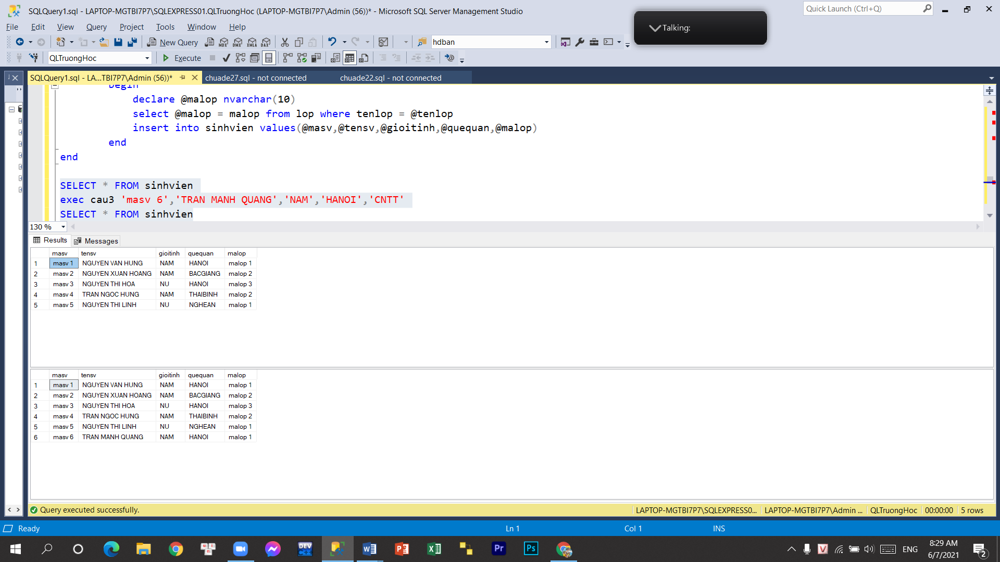 SQLQuery1.sql - LAPTOP-MGTBI7P7\SQLEXPRESS01.QLTruongHoc (LAPTOP-MGTBI7P7\Admin (56))* - Microsoft SQL Server Management Studio
Quick Launch (Ctrl+Q)
Talking:
File Edit View Query Project Tools Window Help
New Query MDX DMX XMLA DAX hdban
QLTruongHoc Execute
SQLQuery1.sql - LA...TBI7P7\Admin (56))* chuade27.sql - not connected chuade22.sql - not connected
begin
declare @malop nvarchar(10)
select @malop = malop from lop where tenlop = @tenlop
insert into sinhvien values(@masv,@tensv,@gioitinh,@quequan,@malop)
end
end
SELECT * FROM sinhvien
exec cau3 'masv 6','TRAN MANH QUANG','NAM','HANOI','CNTT'
SELECT * FROM sinhvien
130 %
Results Messages
masv tensv gioitinh quequan malop
1 masv 1 NGUYEN VAN HUNG NAM HANOI malop 1
2 masv 2 NGUYEN XUAN HOANG NAM BACGIANG malop 2
3 masv 3 NGUYEN THI HOA NU HANOI malop 3
4 masv 4 TRAN NGOC HUNG NAM THAIBINH malop 2
5 masv 5 NGUYEN THI LINH NU NGHEAN malop 1
masv tensv gioitinh quequan malop
1 masv 1 NGUYEN VAN HUNG NAM HANOI malop 1
2 masv 2 NGUYEN XUAN HOANG NAM BACGIANG malop 2
3 masv 3 NGUYEN THI HOA NU HANOI malop 3
4 masv 4 TRAN NGOC HUNG NAM THAIBINH malop 2
5 masv 5 NGUYEN THI LINH NU NGHEAN malop 1
6 masv 6 TRAN MANH QUANG NAM HANOI malop 1
Query executed successfully. LAPTOP-MGTBI7P7\SQLEXPRESS0... LAPTOP-MGTBI7P7\Admin ... QLTruongHoc 00:00:00 5 rows
Ready Ln 1 Col 1 INS
DEV C++ Pr Ps V ENG 8:29 AM
6/7/2021 2